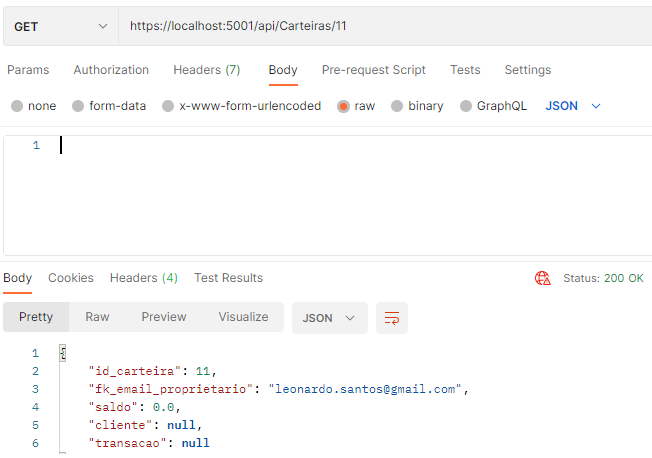 GET https://localhost:5001/api/Carteiras/11
Params Authorization Headers (7) Body Pre-request Script Tests Settings
none form-data x-www-form-urlencoded raw binary GraphQL JSON
1
Body Cookies Headers (4) Test Results Status: 200 OK
Pretty Raw Preview Visualize JSON
1 {
2 "id_carteira": 11,
3 "fk_email_proprietario": "leonardo.santos@gmail.com",
4 "saldo": 0.0,
5 "cliente": null,
6 "transacao": null